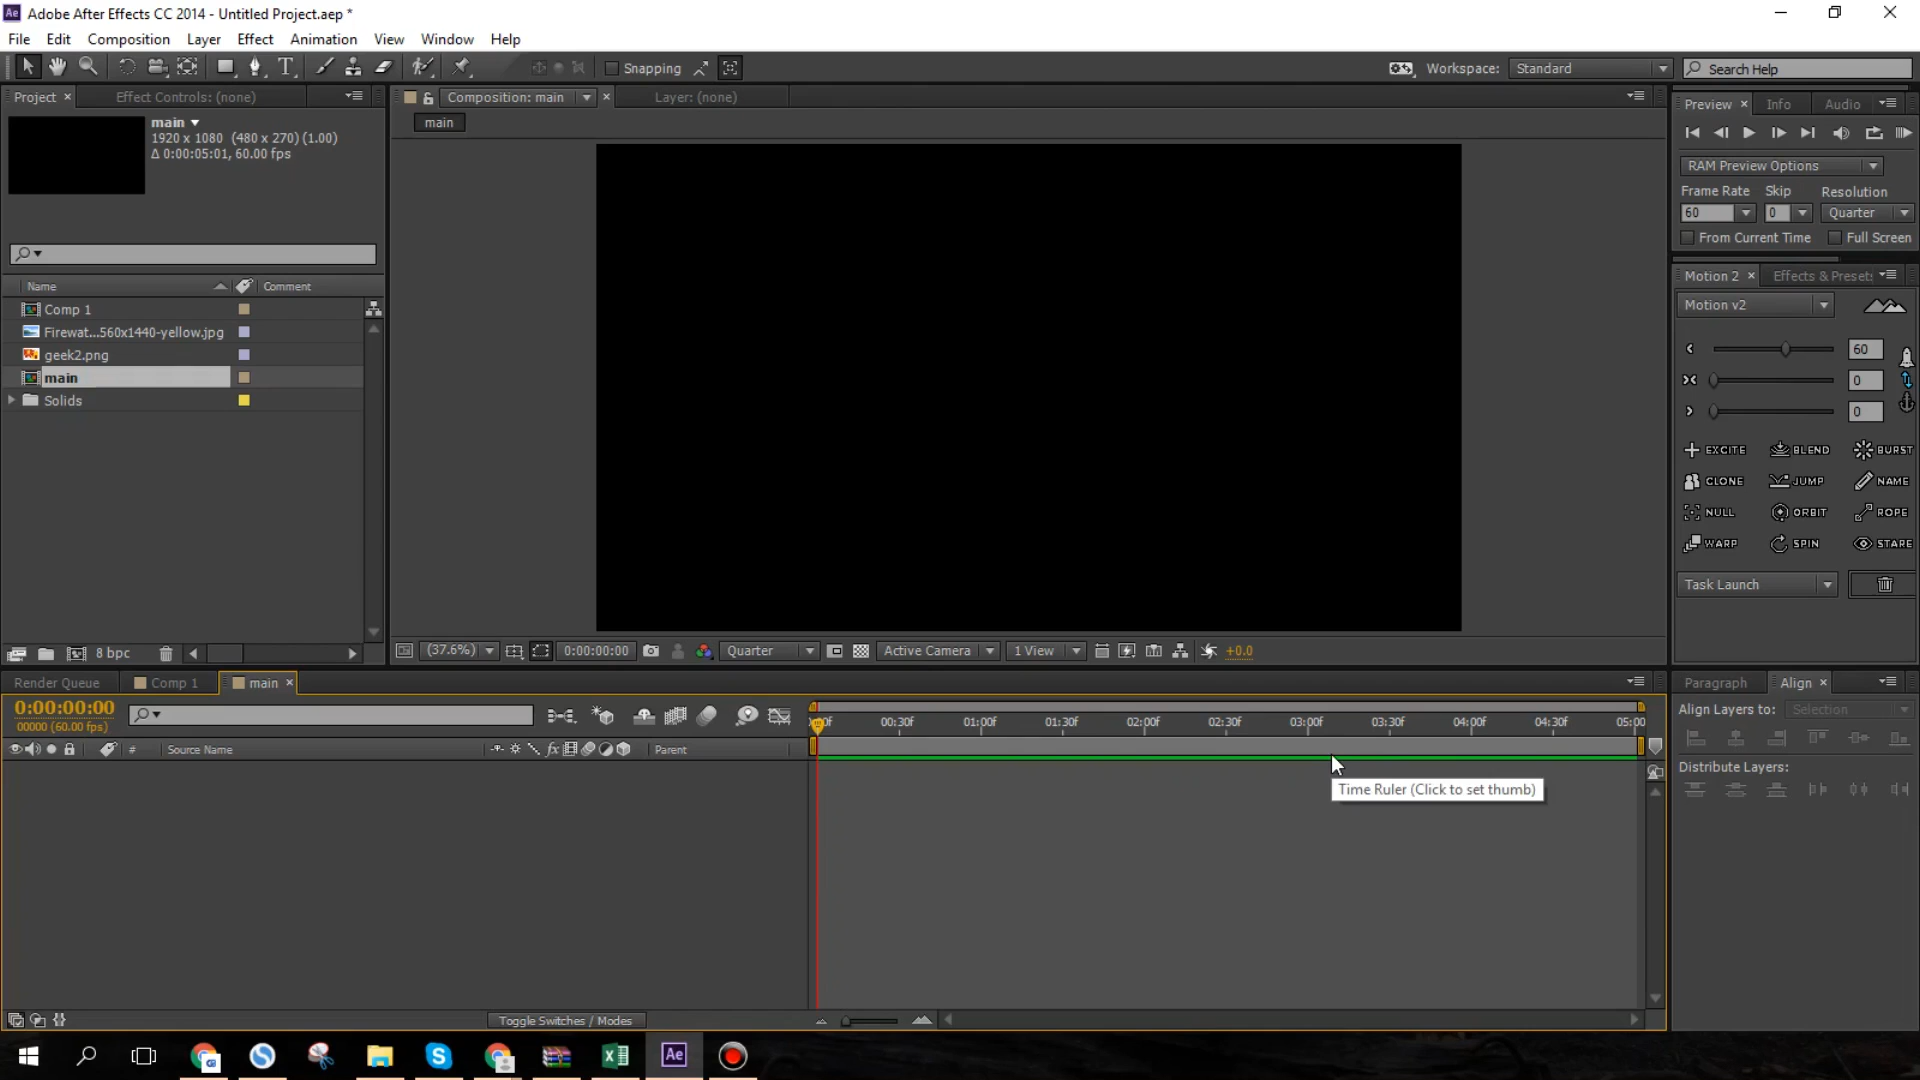 Ae Adobe After Effects CC 2014 - Untitled Project.aep *
File Edit Composition Layer Effect Animation View Window Help
Snapping
Workspace: Standard
Search Help
Project × Effect Controls: (none)
main
1920 x 1080 (480 x 270) (1.00)
Δ 0:00:05:01, 60.00 fps
Name Comment
Comp 1
Firewat...560x1440-yellow.jpg
geek2.png
main
Solids
8 bpc
Composition: main × Layer: (none)
main
(37.6%) 0:00:00:00 Quarter Active Camera 1 View +0.0
Preview × Info Audio
RAM Preview Options
Frame Rate Skip Resolution
60 0 Quarter
From Current Time Full Screen
Motion 2 × Effects & Presets
Motion v2
60
0
0
EXCITE BLEND BURST
CLONE JUMP NAME
NULL ORBIT ROPE
WARP SPIN STARE
Task Launch
Render Queue Comp 1 main ×
0:00:00:00
00000 (60.00 fps)
00:30f 01:00f 01:30f 02:00f 02:30f 03:00f 03:30f 04:00f 04:30f 05:00
# Source Name fx Parent
Time Ruler (Click to set thumb)
Toggle Switches / Modes
Paragraph Align ×
Align Layers to: Selection
Distribute Layers:
Ae